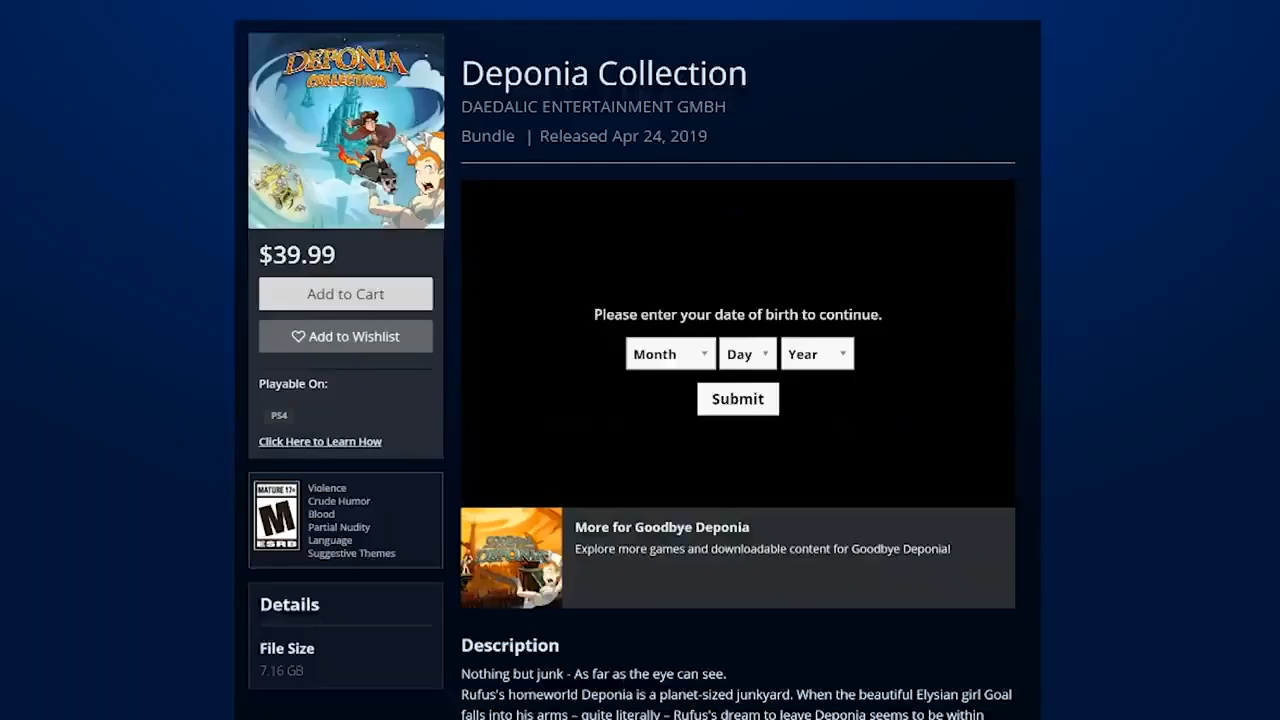 DEPONIA
COLLECTION
$39.99
Add to Cart
Add to Wishlist
Playable On:
PS4
Click Here to Learn How
MATURE 17+
M
ESRB
Violence
Crude Humor
Blood
Partial Nudity
Language
Suggestive Themes
Details
File Size
7.16 GB
Deponia Collection
DAEDALIC ENTERTAINMENT GMBH
Bundle | Released Apr 24, 2019
Please enter your date of birth to continue.
Month Day Year
Submit
DEPONIA
More for Goodbye Deponia
Explore more games and downloadable content for Goodbye Deponia!
Description
Nothing but junk - As far as the eye can see.
Rufus's homeworld Deponia is a planet-sized junkyard. When the beautiful Elysian girl Goal
falls into his arms – quite literally – Rufus's dream to leave Deponia seems to be within